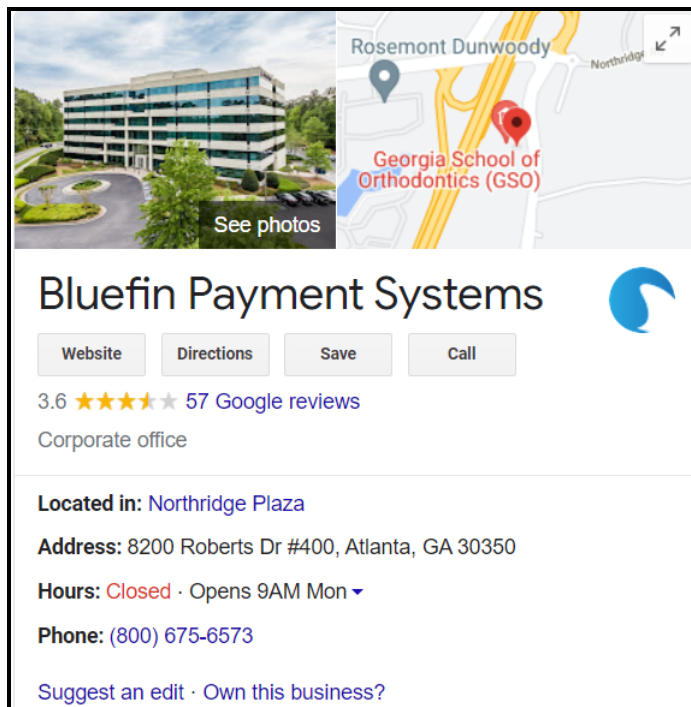 Rosemont Dunwoody
Northridge
Georgia School of
Orthodontics (GSO)
See photos
Bluefin Payment Systems
Website Directions Save Call
3.6 57 Google reviews
Corporate office
Located in: Northridge Plaza
Address: 8200 Roberts Dr #400, Atlanta, GA 30350
Hours: Closed · Opens 9AM Mon
Phone: (800) 675-6573
Suggest an edit · Own this business?